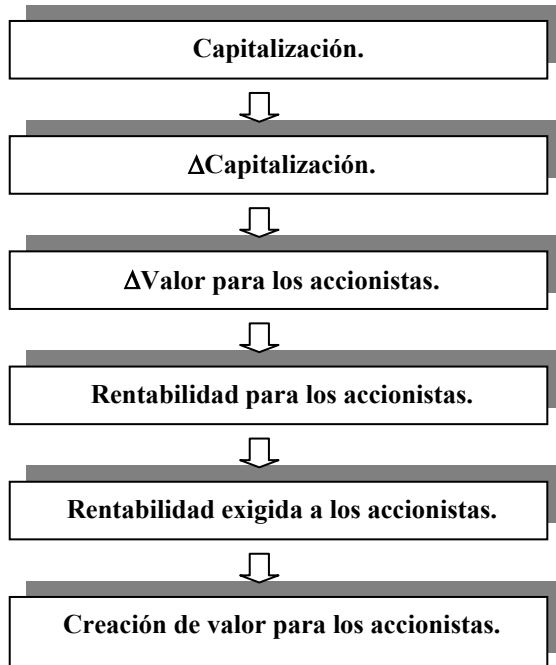 Capitalización.
ΔCapitalización.
ΔValor para los accionistas.
Rentabilidad para los accionistas.
Rentabilidad exigida a los accionistas.
Creación de valor para los accionistas.